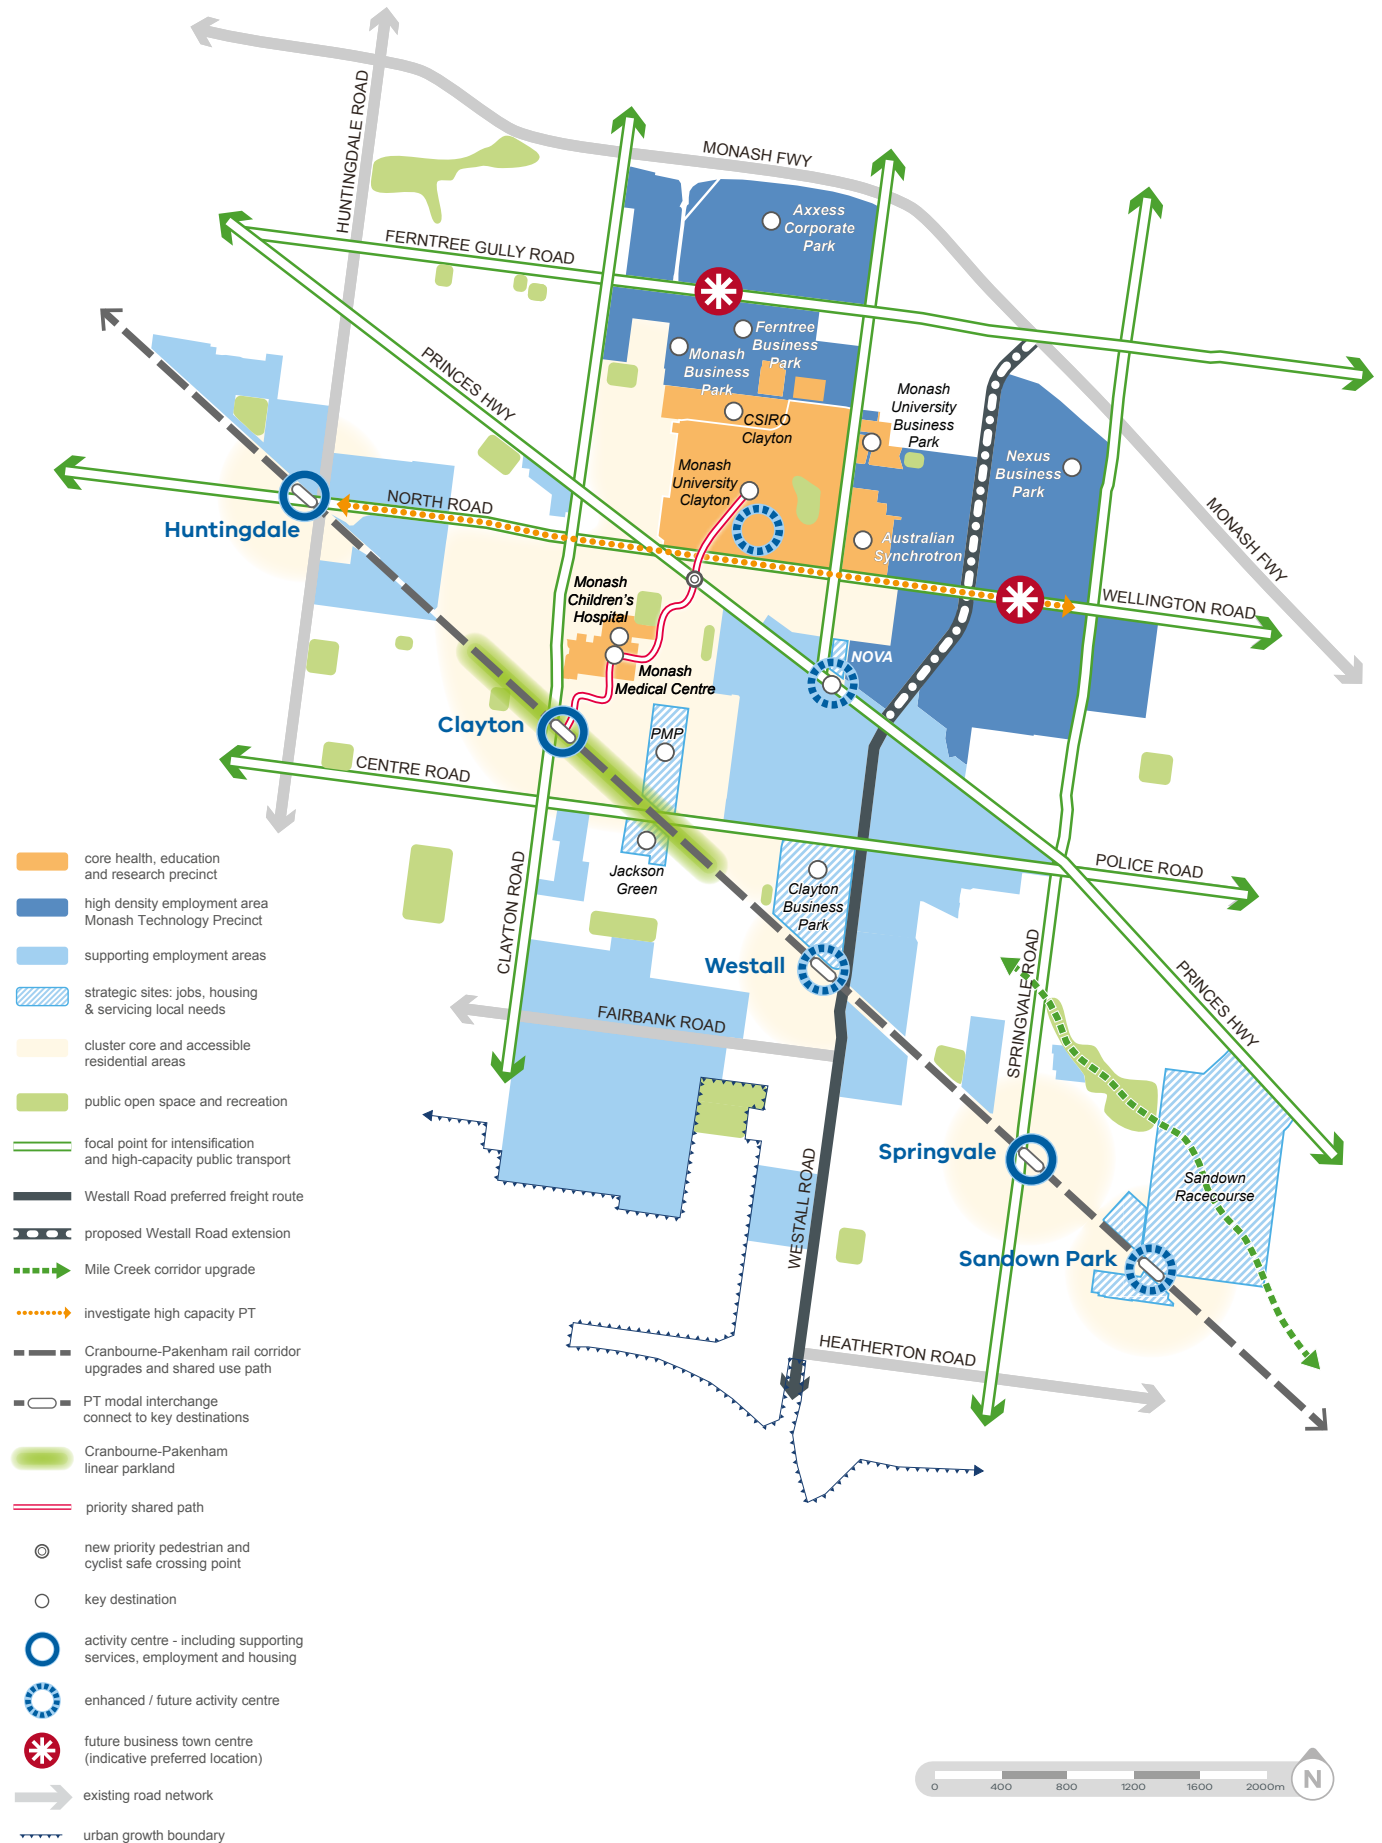 HUNTINGDALE ROAD
MONASH FWY
Axxess
Corporate
Park
FERNTREE GULLY ROAD
Ferntree
Business
Park
Monash
Business
Park
PRINCES HWY
CSIRO
Clayton
Monash
University
Business
Park
Monash
University
Clayton
Nexus
Business
Park
MONASH FWY
NORTH ROAD
Huntingdale
Australian
Synchrotron
Monash
Children's
Hospital
WELLINGTON ROAD
NOVA
Monash
Medical Centre
Clayton
PMP
CENTRE ROAD
Jackson
Green
CLAYTON ROAD
Clayton
Business
Park
POLICE ROAD
Westall
SPRINGVALE ROAD
PRINCES HWY
FAIRBANK ROAD
Springvale
Sandown
Racecourse
WESTALL ROAD
Sandown Park
HEATHERTON ROAD
core health, education
and research precinct
high density employment area
Monash Technology Precinct
supporting employment areas
strategic sites: jobs, housing
& servicing local needs
cluster core and accessible
residential areas
public open space and recreation
focal point for intensification
and high-capacity public transport
Westall Road preferred freight route
proposed Westall Road extension
Mile Creek corridor upgrade
investigate high capacity PT
Cranbourne-Pakenham rail corridor
upgrades and shared use path
PT modal interchange
connect to key destinations
Cranbourne-Pakenham
linear parkland
priority shared path
new priority pedestrian and
cyclist safe crossing point
key destination
activity centre - including supporting
services, employment and housing
enhanced / future activity centre
future business town centre
(indicative preferred location)
existing road network
urban growth boundary
0 400 800 1200 1600 2000m
N